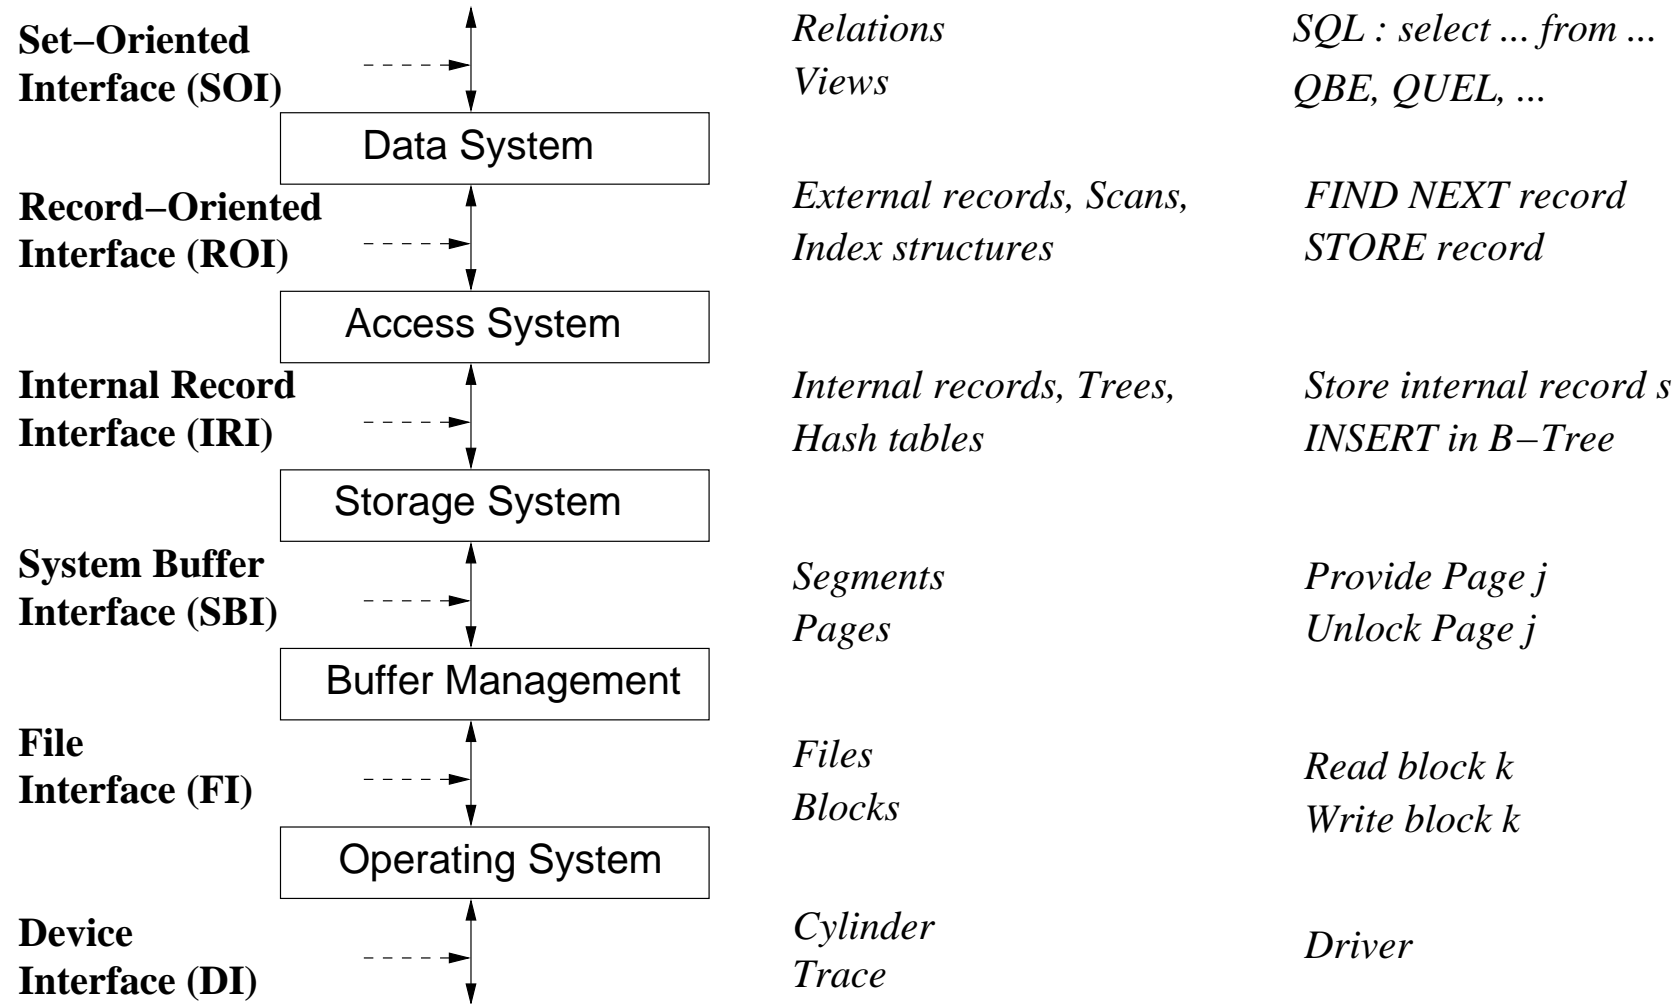 Set−Oriented
Interface (SOI)
Relations
Views
SQL : select ... from ...
QBE, QUEL, ...
Data System
Record−Oriented
Interface (ROI)
External records, Scans,
Index structures
FIND NEXT record
STORE record
Access System
Internal Record
Interface (IRI)
Internal records, Trees,
Hash tables
Store internal record s
INSERT in B−Tree
Storage System
System Buffer
Interface (SBI)
Segments
Pages
Provide Page j
Unlock Page j
Buffer Management
File
Interface (FI)
Files
Blocks
Read block k
Write block k
Operating System
Device
Interface (DI)
Cylinder
Trace
Driver